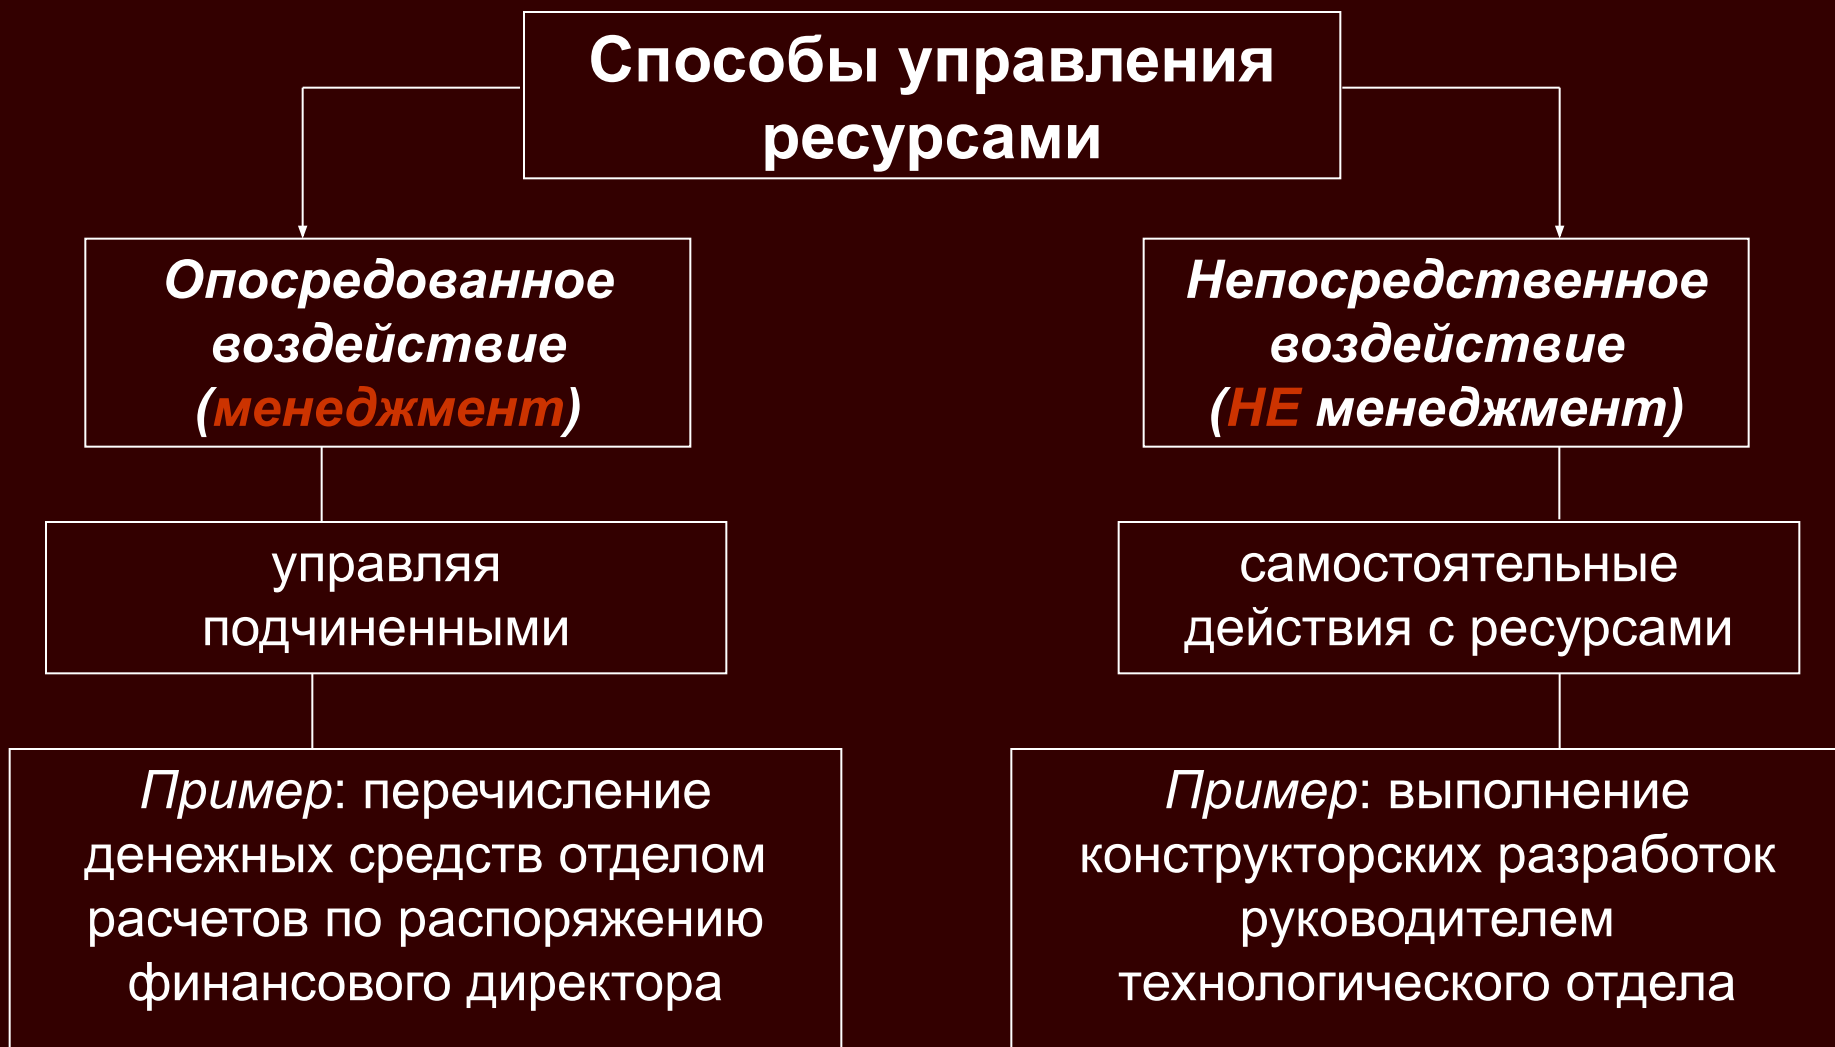 Способы управления
ресурсами
Опосредованное
воздействие
(менеджмент)
управляя
подчиненными
Пример: перечисление
денежных средств отделом
расчетов по распоряжению
финансового директора
Непосредственное
воздействие
(НЕ менеджмент)
самостоятельные
действия с ресурсами
Пример: выполнение
конструкторских разработок
руководителем
технологического отдела